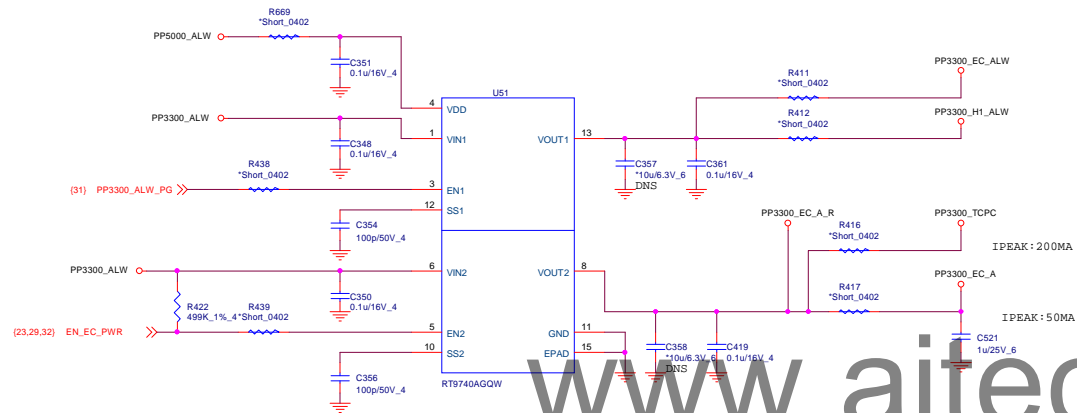 R669
*Short_0402
PP5000_ALW
C351
0.1u/16V_4
U51
4
VDD
PP3300_ALW
1
VIN1
C348
0.1u/16V_4
R438
*Short_0402
{31} PP3300_ALW_PG
3
EN1
12
SS1
C354
100p/50V_4
VOUT1
13
R411
*Short_0402
PP3300_EC_ALW
R412
*Short_0402
PP3300_H1_ALW
C357
*10u/6.3V_6
DNS
C361
0.1u/16V_4
PP3300_EC_A_R
PP3300_TCPC
R416
*Short_0402
IPEAK:200MA
PP3300_ALW
6
VIN2
VOUT2
8
R422
499K_1%_4
C350
0.1u/16V_4
R439
*Short_0402
{23,29,32} EN_EC_PWR
5
EN2
10
SS2
C356
100p/50V_4
GND
11
EPAD
15
RT9740AGQW
PP3300_EC_A
R417
*Short_0402
IPEAK:50MA
C358
*10u/6.3V_6
DNS
C419
0.1u/16V_4
C521
1u/25V_6